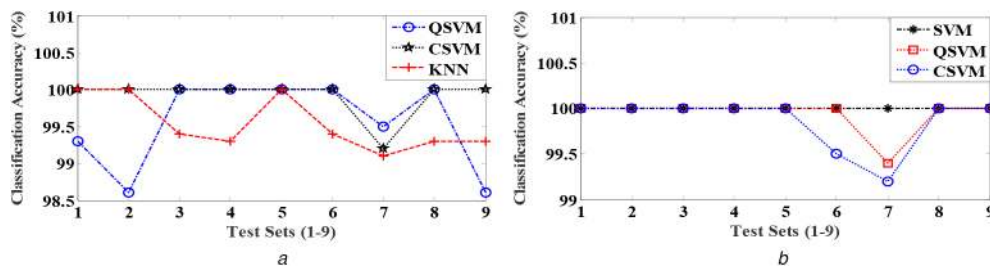 Classification Accuracy (%)
101
100.5
100
99.5
99
98.5
1 2 3 4 5 6 7 8 9
Test Sets (1-9)
QSVM
CSVM
KNN
a
Classification Accuracy (%)
101
100.5
100
99.5
99
1 2 3 4 5 6 7 8 9
Test Sets (1-9)
SVM
QSVM
CSVM
b